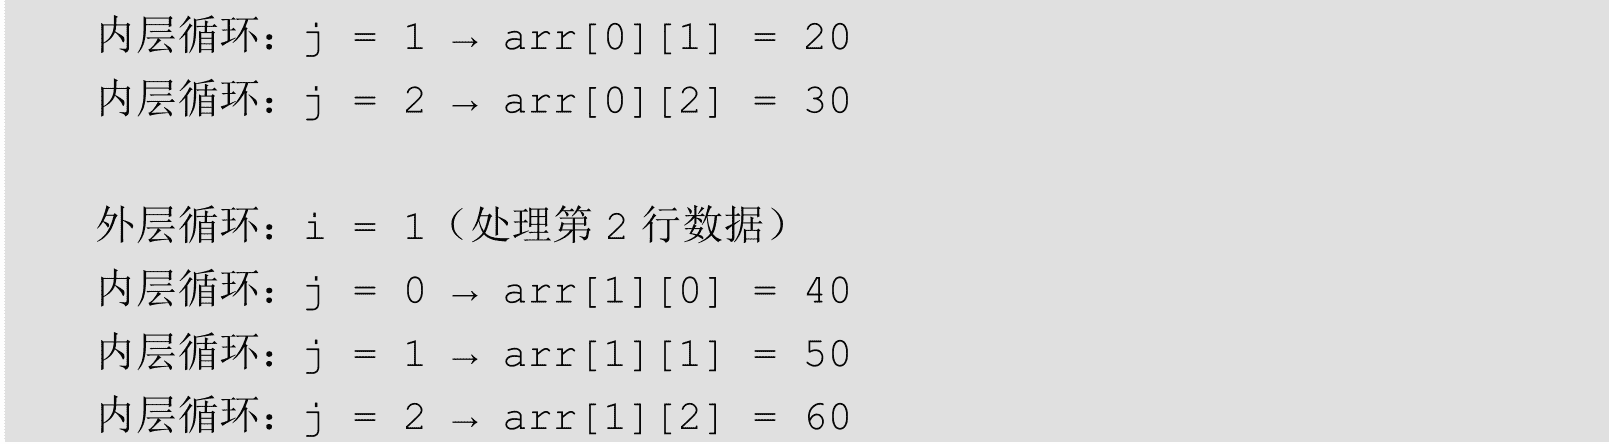 内层循环：j = 1 → arr[0][1] = 20
内层循环：j = 2 → arr[0][2] = 30
外层循环：i = 1（处理第 2 行数据）
内层循环：j = 0 → arr[1][0] = 40
内层循环：j = 1 → arr[1][1] = 50
内层循环：j = 2 → arr[1][2] = 60